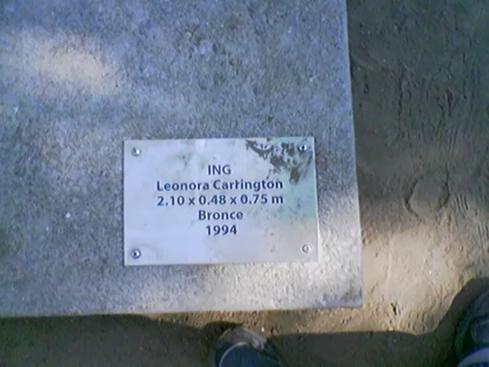 ING
Leonora Carrington
2.10 x 0.48 x 0.75 m
Bronce
1994